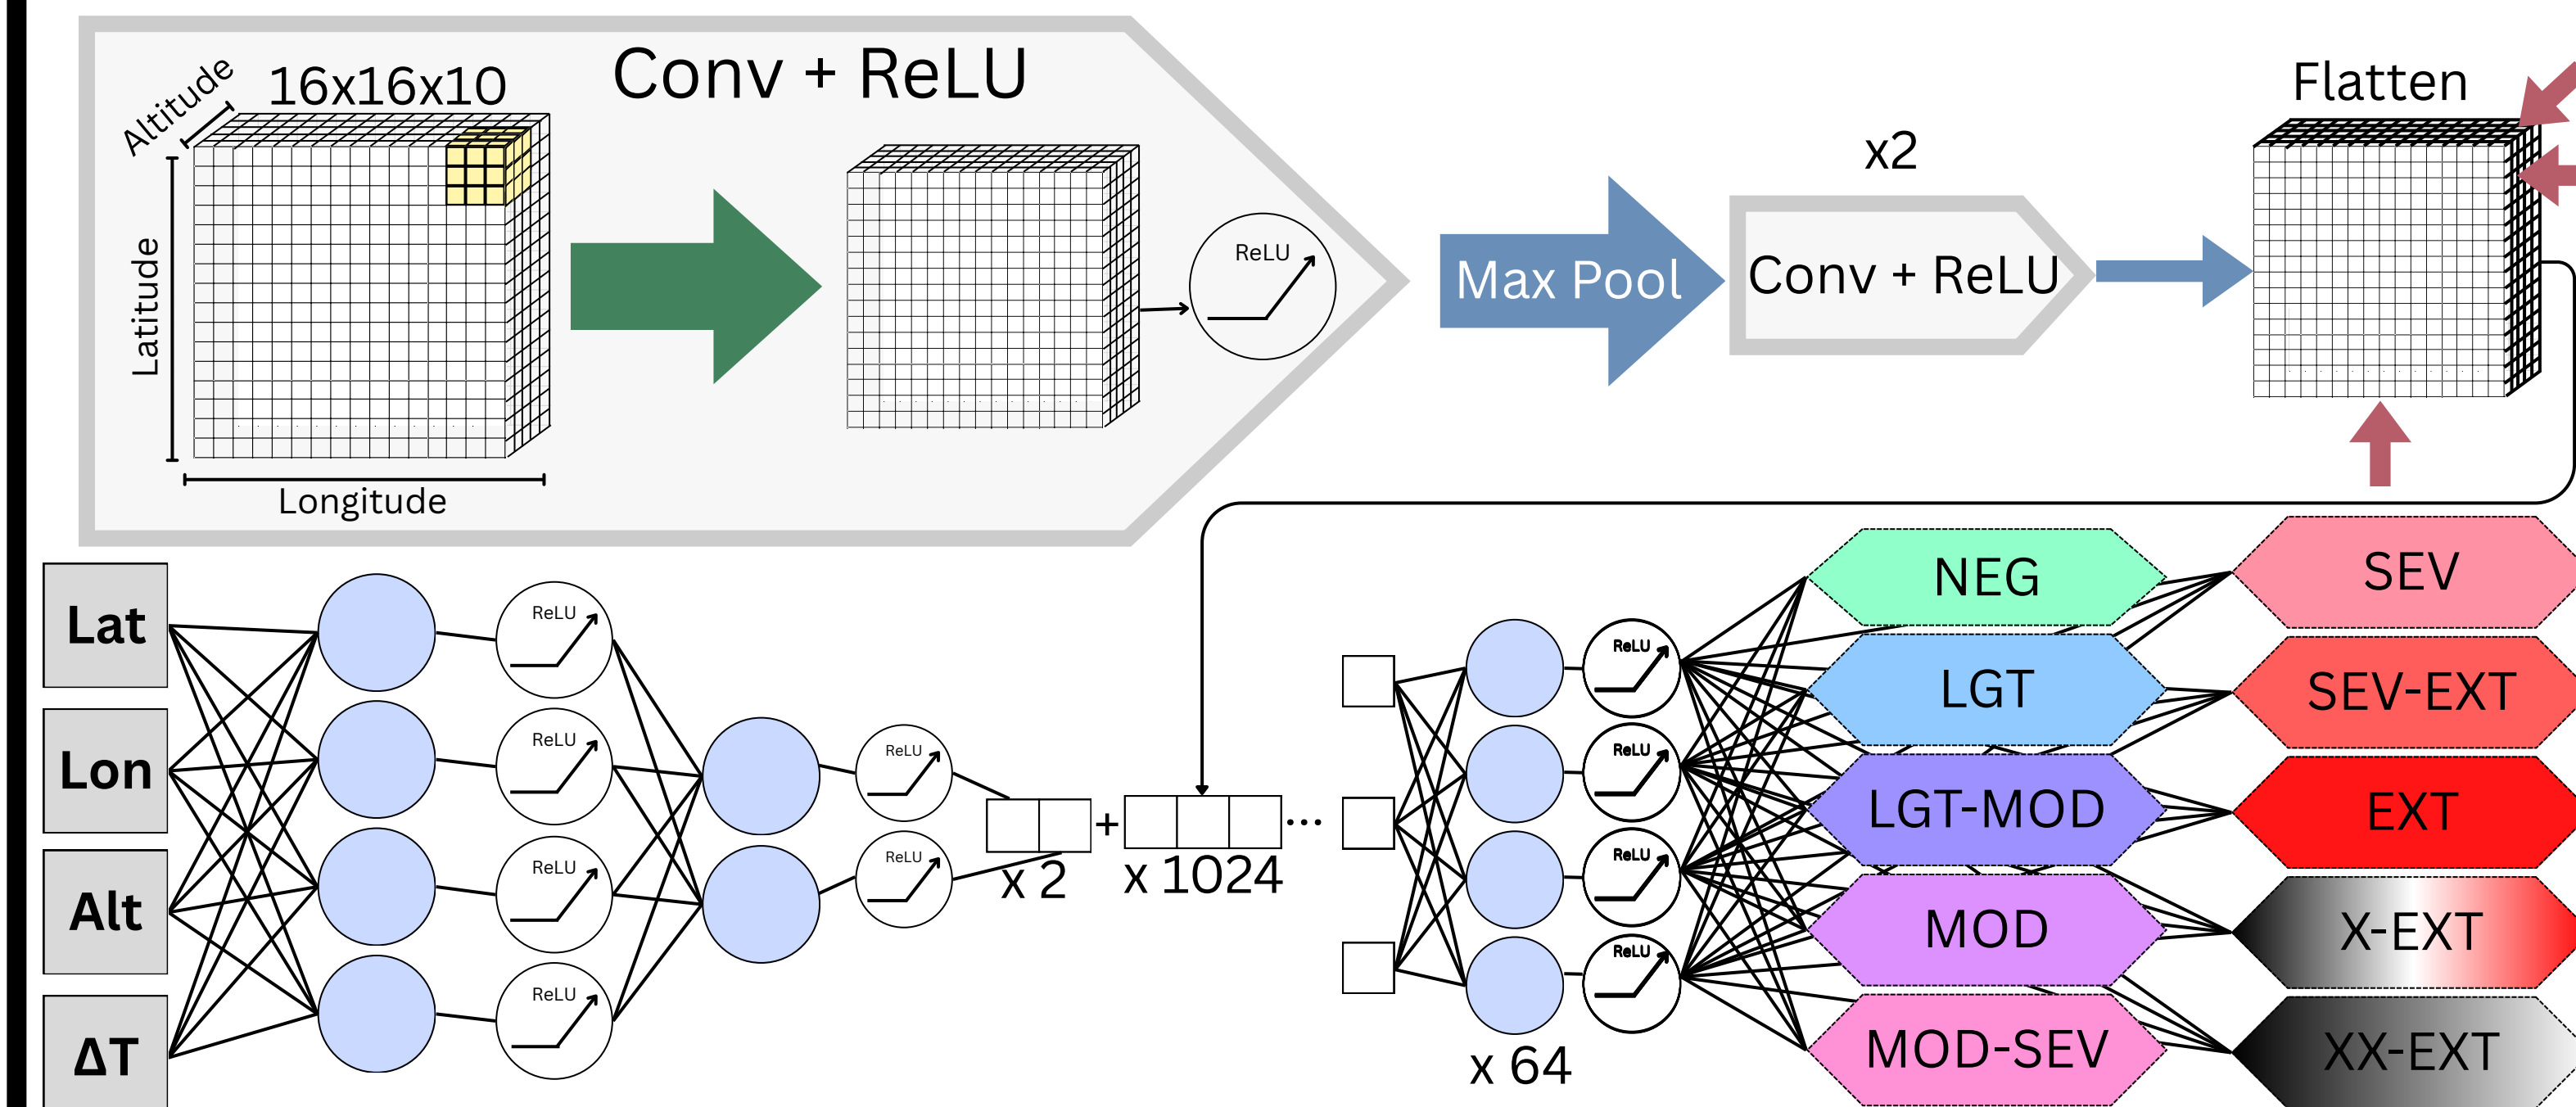 Altitude
16x16x10
Conv + ReLU
Latitude
Longitude
ReLU
Max Pool
x2
Conv + ReLU
Flatten
Lat
Lon
Alt
ΔT
ReLU
ReLU
ReLU
ReLU
ReLU
ReLU
x 2
+
x 1024
...
ReLU
ReLU
ReLU
ReLU
x 64
NEG
LGT
LGT-MOD
MOD
MOD-SEV
SEV
SEV-EXT
EXT
X-EXT
XX-EXT